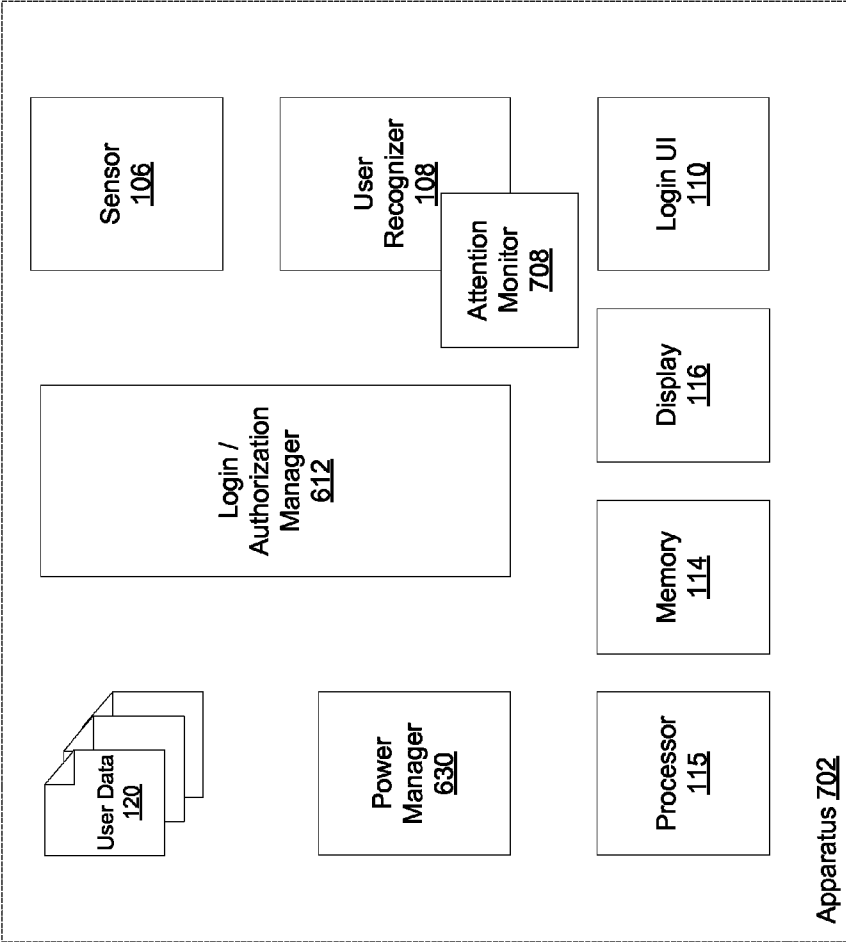 User Data
120
Login /
Authorization
Manager
612
Sensor
106
Power
Manager
630
User
Recognizer
108
Attention
Monitor
708
Processor
115
Memory
114
Display
116
Login UI
110
Apparatus 702